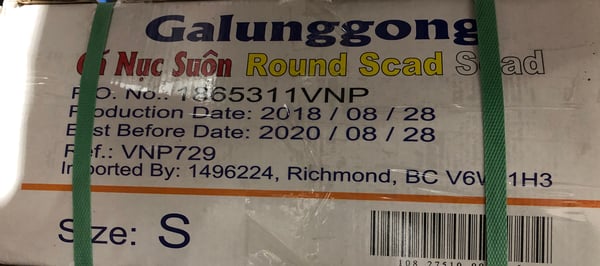 Galunggong
Cá Nục Suôn Round Scad Scad
P.O. No.: 1865311VNP
Production Date: 2018 / 08 / 28
Best Before Date: 2020 / 08 / 28
Ref.: VNP729
Imported By: 1496224, Richmond, BC V6W 1H3
Size: S